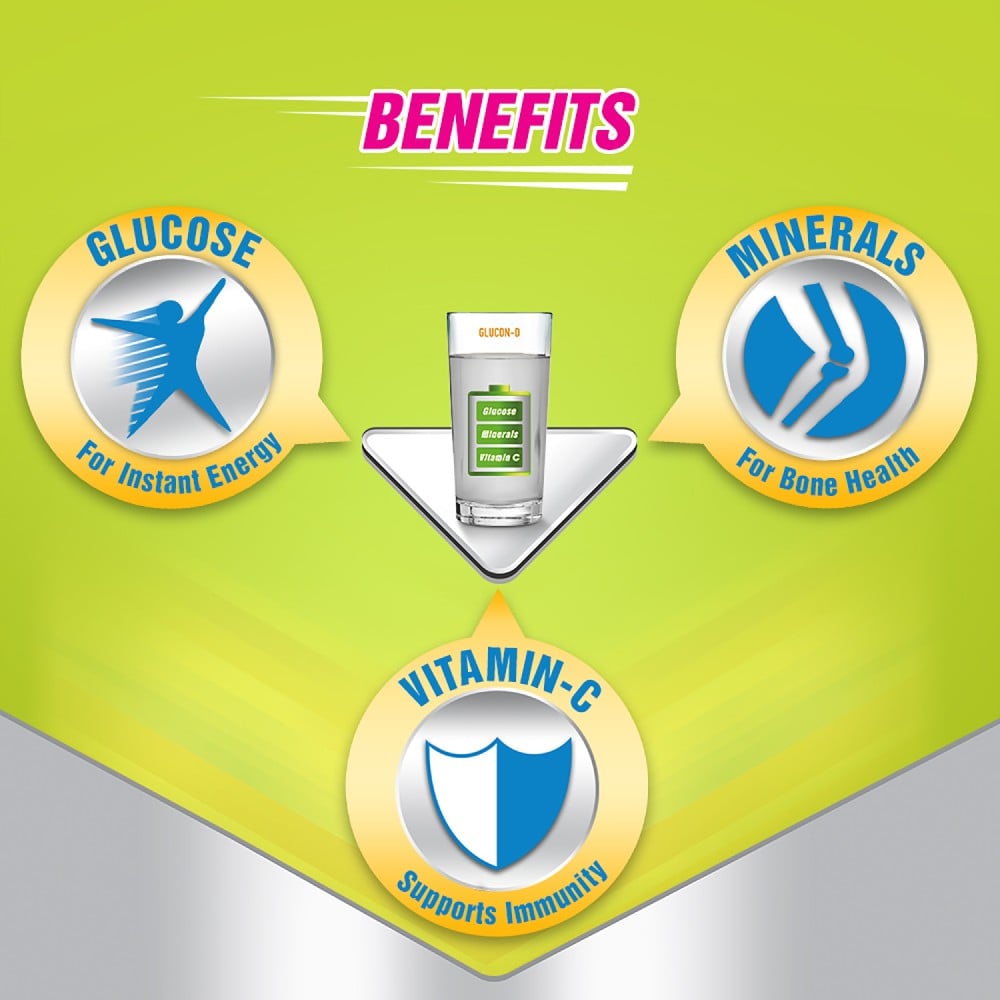 BENEFITS
GLUCOSE
For Instant Energy
MINERALS
For Bone Health
GLUCON-D
Glucose
Minerals
Vitamin C
VITAMIN-C
Supports Immunity